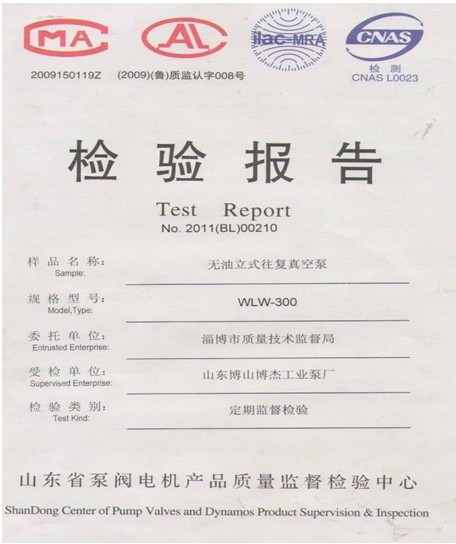 MA
AL
ilac-MRA
CNAS
2009150119Z
(2009)(鲁)质监认字008号
检 测
CNAS L0023
检 验 报 告
Test Report
No. 2011(BL)00210
样 品 名 称:
Sample:
无油立式往复真空泵
规 格 型 号:
Model,Type:
WLW-300
委 托 单 位:
Entrusted Enterprise:
淄博市质量技术监督局
受 检 单 位:
Supervised Enterprise:
山东博山博杰工业泵厂
检 验 类 别:
Test Kind:
定期监督检验
山东省泵阀电机产品质量监督检验中心
ShanDong Center of Pump Valves and Dynamos Product Supervision & Inspection